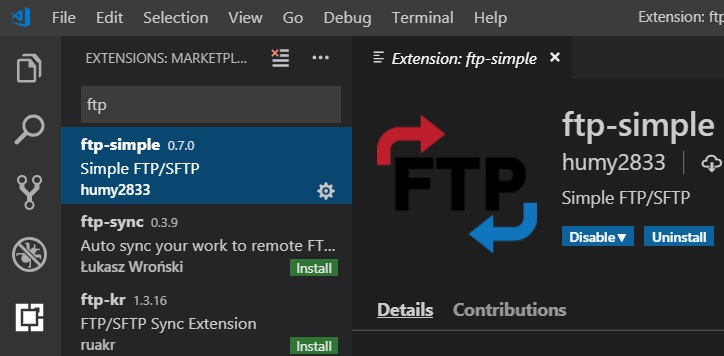 File Edit Selection View Go Debug Terminal Help Extension: ftp
EXTENSIONS: MARKETPL...
Extension: ftp-simple
ftp
ftp-simple 0.7.0
Simple FTP/SFTP
humy2833
ftp-sync 0.3.9
Auto sync your work to remote FT...
Łukasz Wroński Install
ftp-kr 1.3.16
FTP/SFTP Sync Extension
ruakr Install
FTP
ftp-simple
humy2833
Simple FTP/SFTP
Disable Uninstall
Details Contributions